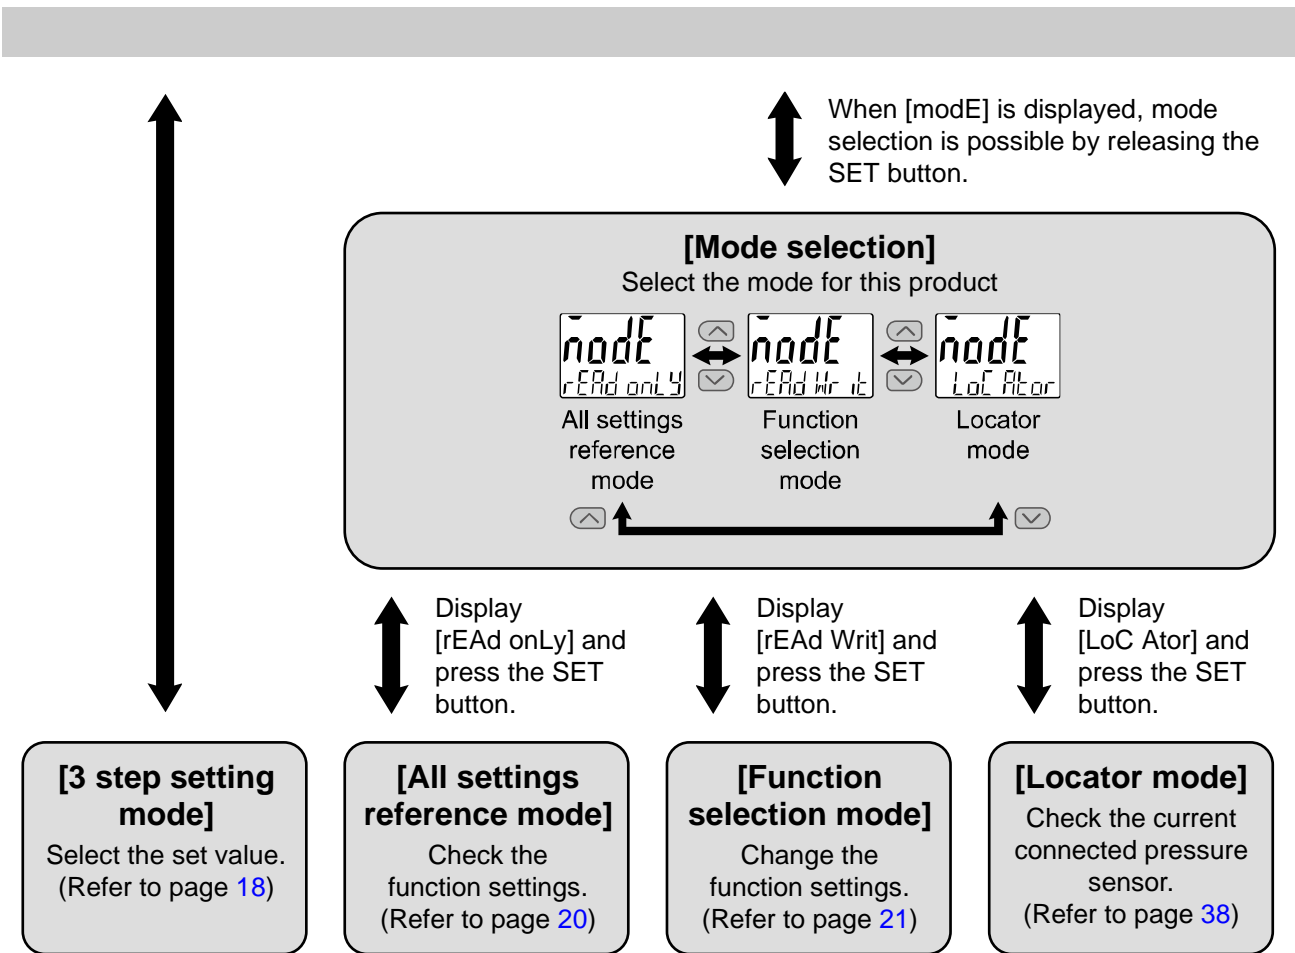 When [modE] is displayed, mode
selection is possible by releasing the
SET button.
[Mode selection]
Select the mode for this product
modE modE modE
rEAd onLY rEAd Wr it LoC Ator
All settings
reference
mode
Function
selection
mode
Locator
mode
Display
[rEAd onLy] and
press the SET
button.
Display
[rEAd Writ] and
press the SET
button.
Display
[LoC Ator] and
press the SET
button.
[3 step setting
mode]
Select the set value.
(Refer to page 18)
[All settings
reference mode]
Check the
function settings.
(Refer to page 20)
[Function
selection mode]
Change the
function settings.
(Refer to page 21)
[Locator mode]
Check the current
connected pressure
sensor.
(Refer to page 38)